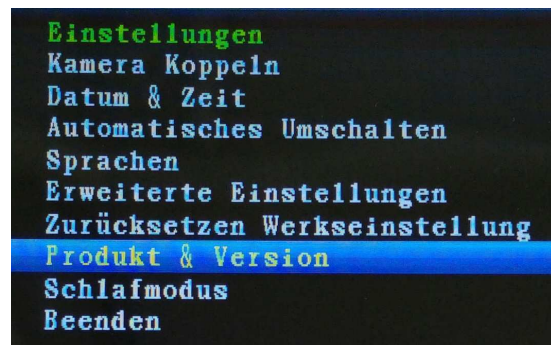 Einstellungen
Kamera Koppeln
Datum & Zeit
Automatisches Umschalten
Sprachen
Erweiterte Einstellungen
Zurücksetzen Werkseinstellung
Produkt & Version
Schlafmodus
Beenden